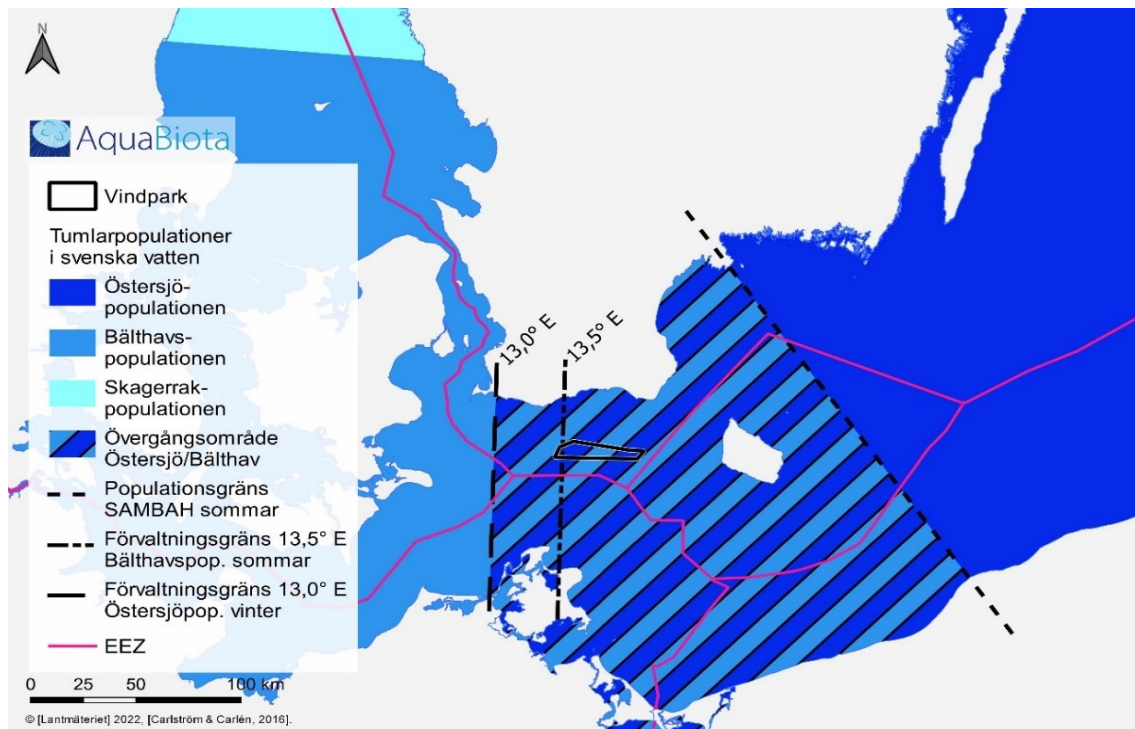 N
AquaBiota
Vindpark
Tumlarpopulationer
i svenska vatten
Östersjö-
populationen
Bälthavs-
populationen
Skagerrak-
populationen
Övergångsområde
Östersjö/Bälthav
Populationsgräns
SAMBAH sommar
Förvaltningsgräns 13,5° E
Bälthavspop. sommar
Förvaltningsgräns 13,0° E
Östersjöpop. vinter
EEZ
0 25 50 100 km
© [Lantmäteriet] 2022, [Carlström & Carlén, 2016].
13,0° E
13,5° E